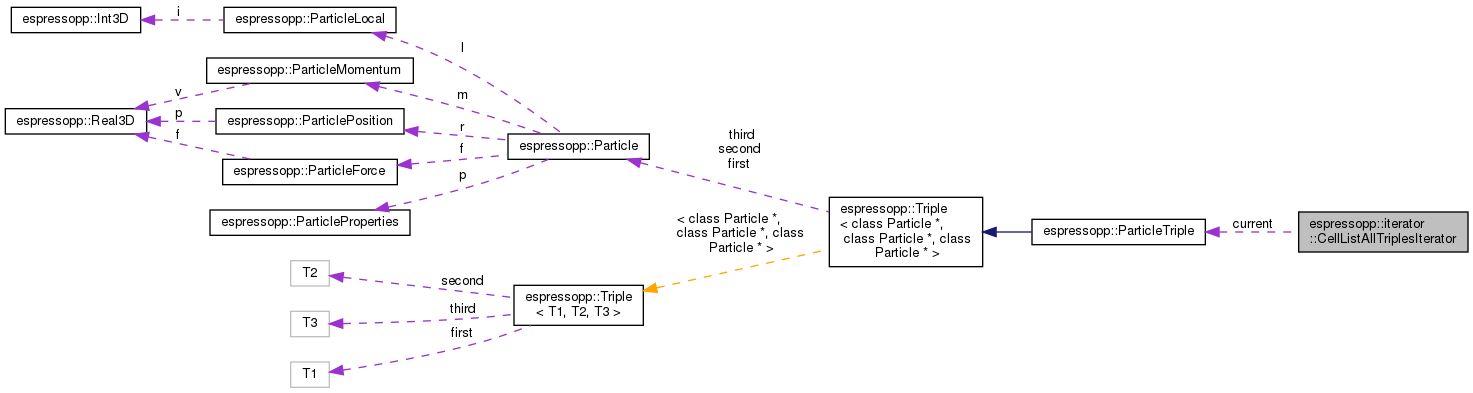 espressopp::Int3D
i
espressopp::ParticleLocal
l
espressopp::ParticleMomentum
v
m
espressopp::Real3D
p
espressopp::ParticlePosition
r
f
espressopp::ParticleForce
f
espressopp::Particle
p
espressopp::ParticleProperties
third
second
first
espressopp::Triple
< class Particle *,
class Particle *, class
Particle * >
espressopp::ParticleTriple
current
espressopp::iterator
::CellListAllTriplesIterator
< class Particle *,
class Particle *, class
Particle * >
T2
second
espressopp::Triple
< T1, T2, T3 >
third
T3
first
T1